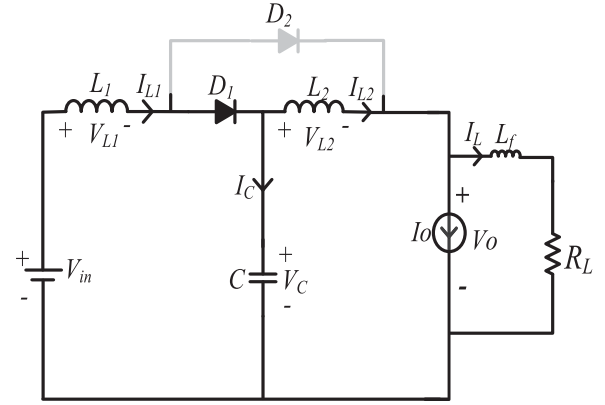 D2
L1 IL1 D1 L2 IL2
+ VL1 - + VL2 -
IL Lf
IC
+
Io Vo
-
RL
+ Vin -
C + VC -